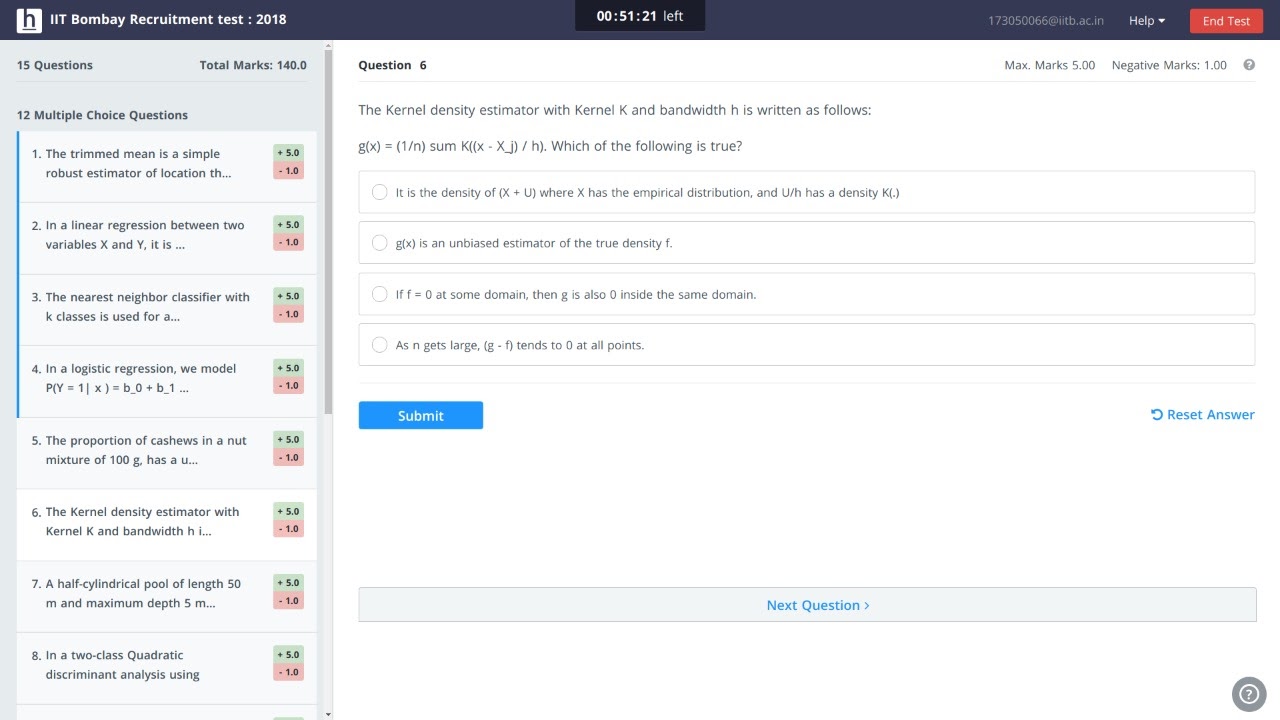 h IIT Bombay Recruitment test : 2018
00:51:21 left
173050066@iitb.ac.in
Help
End Test
15 Questions
Total Marks: 140.0
12 Multiple Choice Questions
1. The trimmed mean is a simple
robust estimator of location th...
+ 5.0
- 1.0
2. In a linear regression between two
variables X and Y, it is ...
+ 5.0
- 1.0
3. The nearest neighbor classifier with
k classes is used for a...
+ 5.0
- 1.0
4. In a logistic regression, we model
P(Y = 1| x ) = b_0 + b_1 ...
+ 5.0
- 1.0
5. The proportion of cashews in a nut
mixture of 100 g, has a u...
+ 5.0
- 1.0
6. The Kernel density estimator with
Kernel K and bandwidth h i...
+ 5.0
- 1.0
7. A half-cylindrical pool of length 50
m and maximum depth 5 m...
+ 5.0
- 1.0
8. In a two-class Quadratic
discriminant analysis using
+ 5.0
- 1.0
Question 6
Max. Marks 5.00
Negative Marks: 1.00
?
The Kernel density estimator with Kernel K and bandwidth h is written as follows:
g(x) = (1/n) sum K((x - X_j) / h). Which of the following is true?
It is the density of (X + U) where X has the empirical distribution, and U/h has a density K(.)
g(x) is an unbiased estimator of the true density f.
If f = 0 at some domain, then g is also 0 inside the same domain.
As n gets large, (g - f) tends to 0 at all points.
Submit
Reset Answer
Next Question ›
?